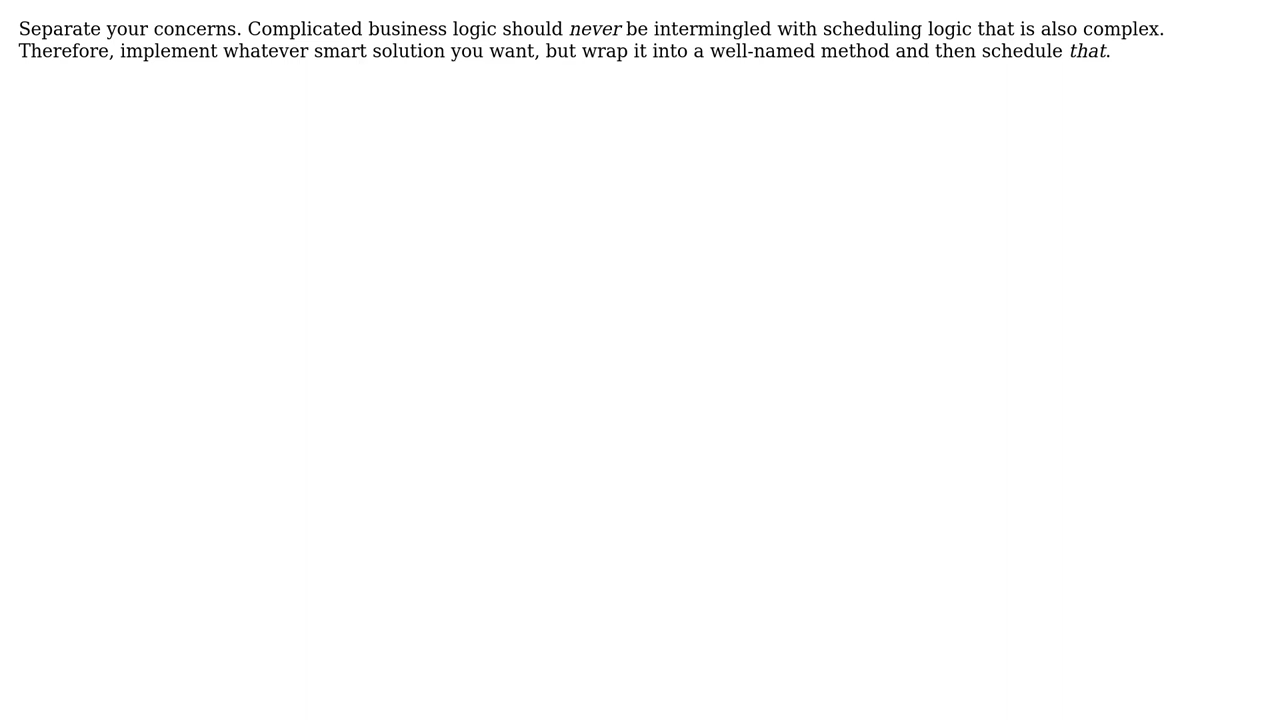 Separate your concerns. Complicated business logic should never be intermingled with scheduling logic that is also complex.
Therefore, implement whatever smart solution you want, but wrap it into a well-named method and then schedule that.